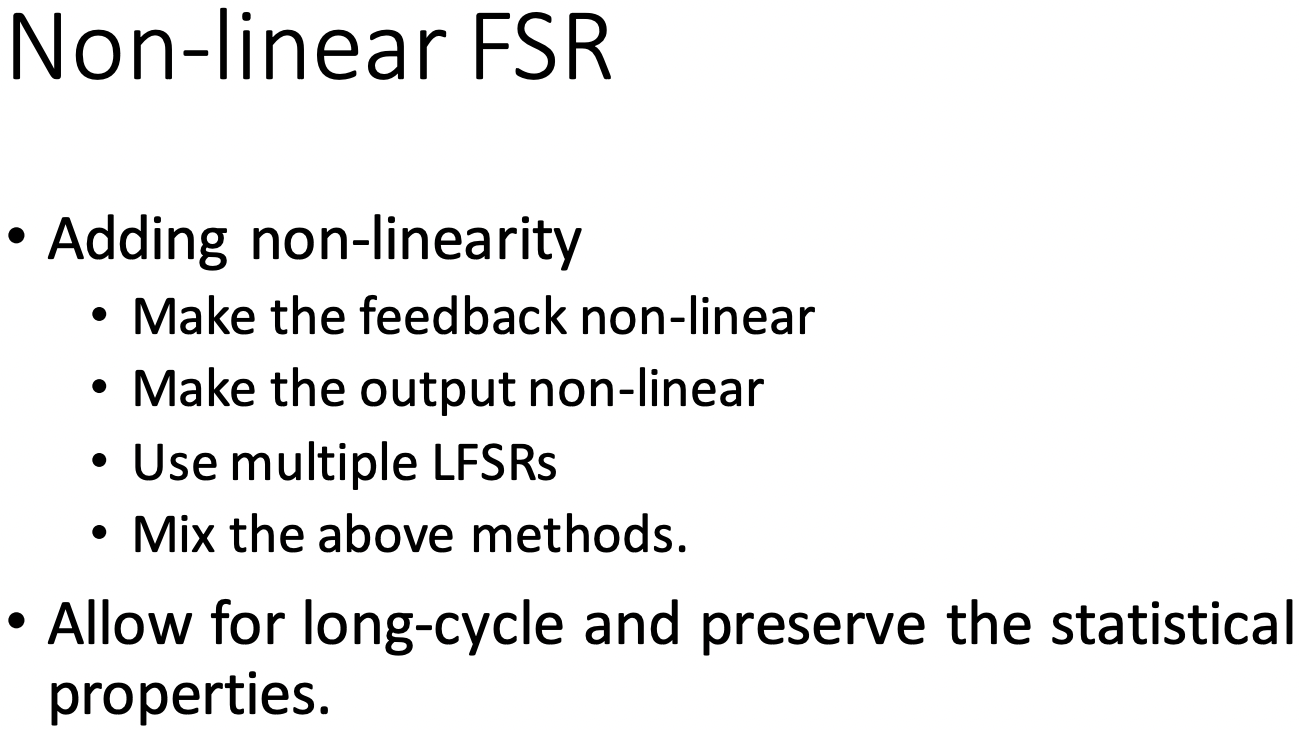 Non-linear FSR
• Adding non-linearity
• Make the feedback non-linear
• Make the output non-linear
• Use multiple LFSRs
• Mix the above methods.
• Allow for long-cycle and preserve the statistical
properties.